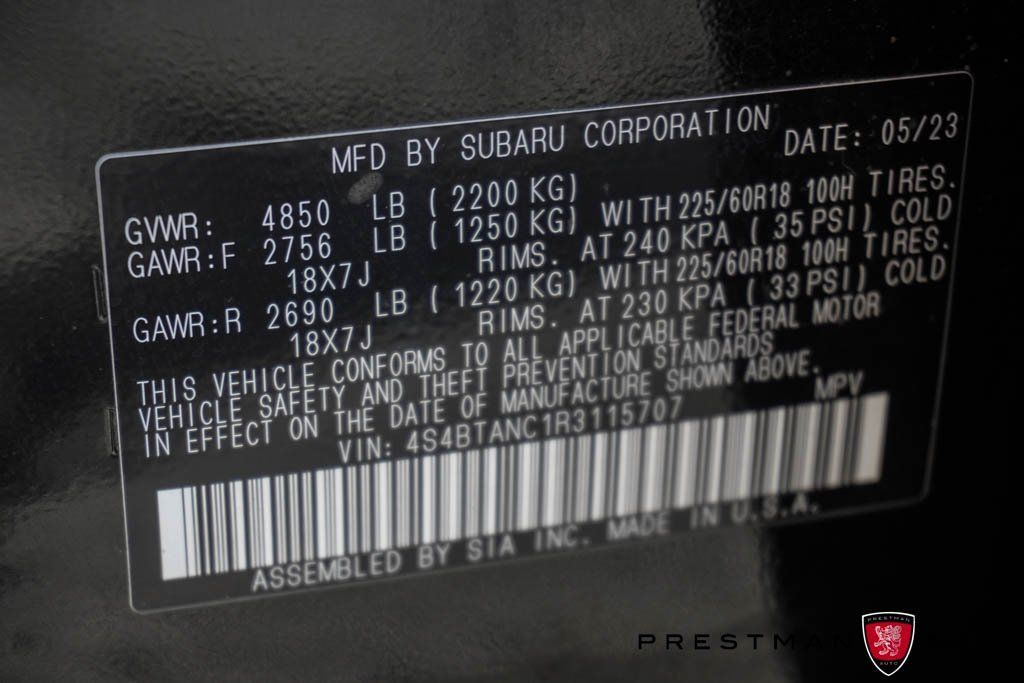 MFD BY SUBARU CORPORATION DATE: 05/23
GVWR: 4850 LB ( 2200 KG)
GAWR:F 2756 LB ( 1250 KG) WITH 225/60R18 100H TIRES.
18X7J RIMS. AT 240 KPA ( 35 PSI) COLD
GAWR:R 2690 LB ( 1220 KG) WITH 225/60R18 100H TIRES.
18X7J RIMS. AT 230 KPA ( 33 PSI) COLD
THIS VEHICLE CONFORMS TO ALL APPLICABLE FEDERAL MOTOR
VEHICLE SAFETY AND THEFT PREVENTION STANDARDS
IN EFFECT ON THE DATE OF MANUFACTURE SHOWN ABOVE.
VIN: 4S4BTANC1R3115707 MPV
ASSEMBLED BY SIA INC. MADE IN U.S.A.
PRESTMAN
PRESTMAN
AUTO